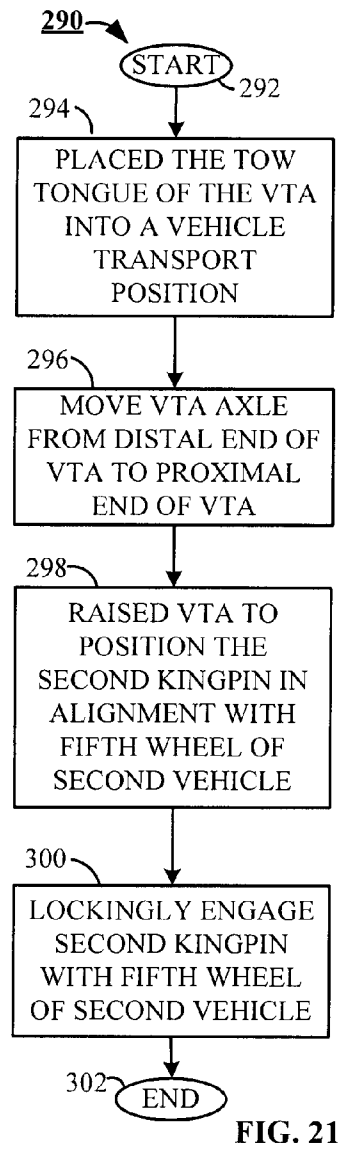 290
START
292
294
PLACED THE TOW
TONGUE OF THE VTA
INTO A VEHICLE
TRANSPORT
POSITION
296
MOVE VTA AXLE
FROM DISTAL END OF
VTA TO PROXIMAL
END OF VTA
298
RAISED VTA TO
POSITION THE
SECOND KINGPIN IN
ALIGNMENT WITH
FIFTH WHEEL OF
SECOND VEHICLE
300
LOCKINGLY ENGAGE
SECOND KINGPIN
WITH FIFTH WHEEL
OF SECOND VEHICLE
302
END
FIG. 21